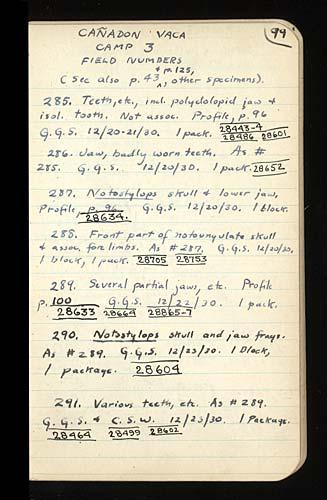 99
CAÑADON VACA
CAMP 3
FIELD NUMBERS
& p. 125,
(See also p. 43, other specimens).
285. Teeth, etc., incl. polydolopid jaw &
isol. tooth. Not assoc. Profile, p. 96
G.G.S. 12/20-21/30. 1 pack. 28443-4
28486 28601
286. Jaw, badly worn teeth. As #
285. G.G.S. 12/20/30. 1 pack. 28652
287. Notostylops skull & lower jaw,
Profile, p. 96. G.G.S. 12/20/30. 1 block.
28634.
288. Front part of notoungulate skull
& assoc. forelimbs. As # 287, G.G.S. 12/20/30.
1 block, 1 pack. 28705 28753
289. Several partial jaws, etc. Profile
p. 100 G.G.S. 12/22/30. 1 pack.
28633 28664 28865-7
290. Notostylops skull and jaw frags.
As # 289. G.G.S. 12/23/30. 1 Block,
1 package. 28604
291. Various teeth, etc. As # 289.
G.G.S. & C.S.W. 12/23/30. 1 Package.
28464 28499 28602